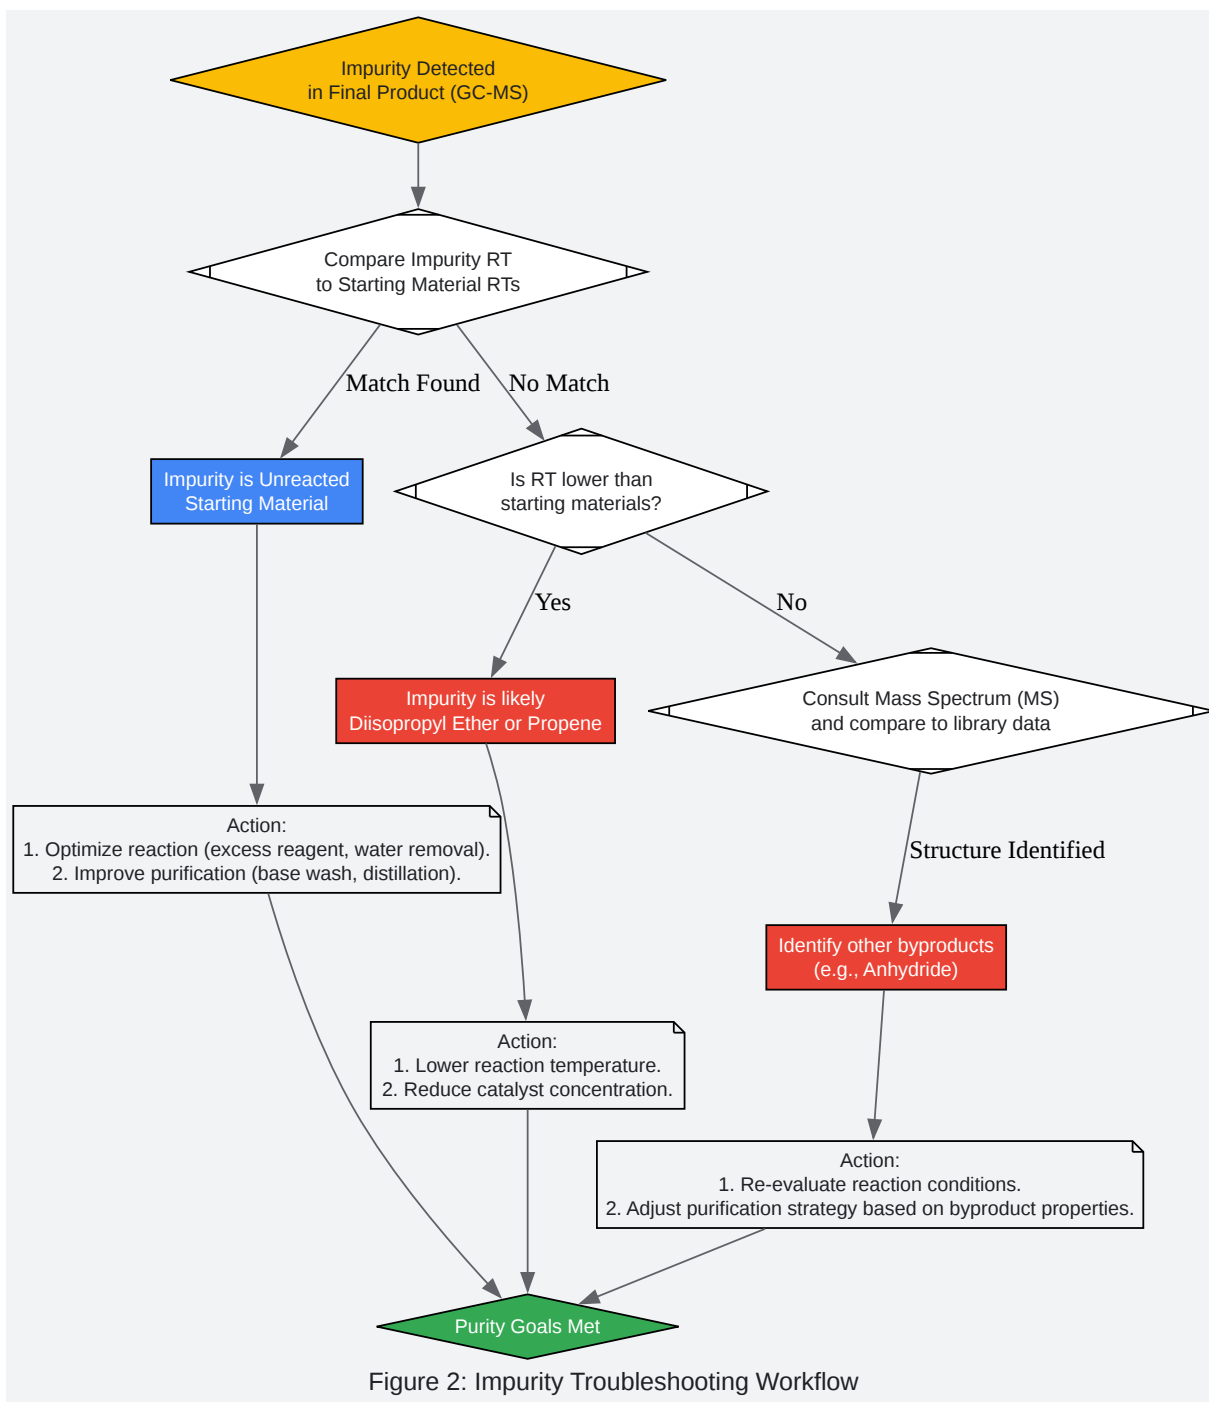 Impurity Detected
in Final Product (GC-MS)
Compare Impurity RT
to Starting Material RTs
Match Found
No Match
Impurity is Unreacted
Starting Material
Is RT lower than
starting materials?
Yes
No
Impurity is likely
Diisopropyl Ether or Propene
Consult Mass Spectrum (MS)
and compare to library data
Action:
1. Optimize reaction (excess reagent, water removal).
2. Improve purification (base wash, distillation).
Structure Identified
Identify other byproducts
(e.g., Anhydride)
Action:
1. Lower reaction temperature.
2. Reduce catalyst concentration.
Action:
1. Re-evaluate reaction conditions.
2. Adjust purification strategy based on byproduct properties.
Purity Goals Met
Figure 2: Impurity Troubleshooting Workflow